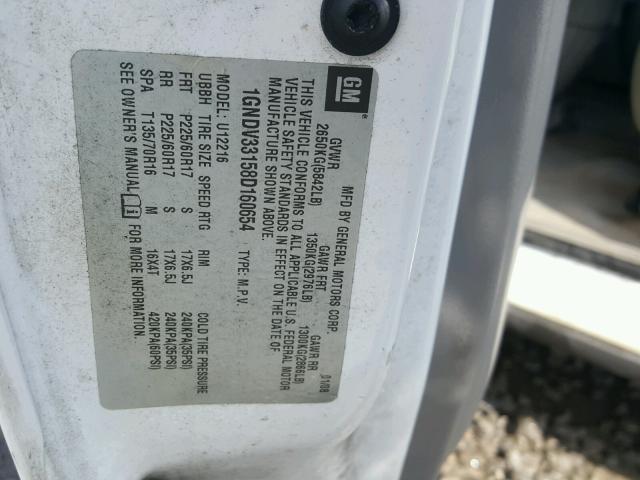 GM
MFD BY GENERAL MOTORS CORP. 01/08
GVWR GAWR FRT GAWR RR
2650KG(5842LB) 1350KG(2976LB) 1300KG(2866LB)
THIS VEHICLE CONFORMS TO ALL APPLICABLE U.S. FEDERAL MOTOR
VEHICLE SAFETY STANDARDS IN EFFECT ON THE DATE OF
MANUFACTURE SHOWN ABOVE.
1GNDV33158D160654 TYPE: M.P.V.
MODEL: U12216
UBBH TIRE SIZE SPEED RTG RIM COLD TIRE PRESSURE
FRT P225/60R17 S 17X6.5J 240KPA(35PSI)
RR P225/60R17 S 17X6.5J 240KPA(35PSI)
SPA T135/70R16 M 16X4T 420KPA(60PSI)
SEE OWNER'S MANUAL FOR MORE INFORMATION.